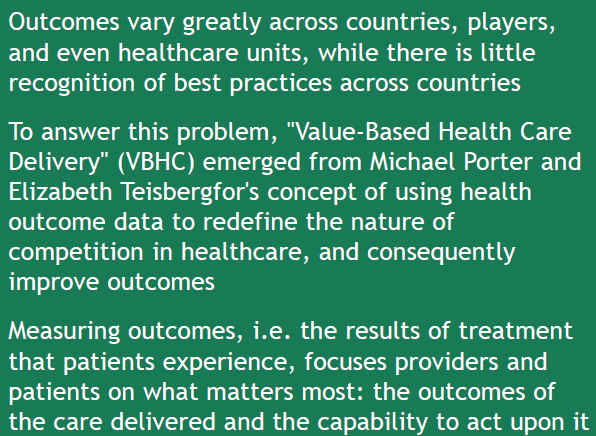 Outcomes vary greatly across countries, players,
and even healthcare units, while there is little
recognition of best practices across countries
To answer this problem, "Value-Based Health Care
Delivery" (VBHC) emerged from Michael Porter and
Elizabeth Teisbergfor's concept of using health
outcome data to redefine the nature of
competition in healthcare, and consequently
improve outcomes
Measuring outcomes, i.e. the results of treatment
that patients experience, focuses providers and
patients on what matters most: the outcomes of
the care delivered and the capability to act upon it